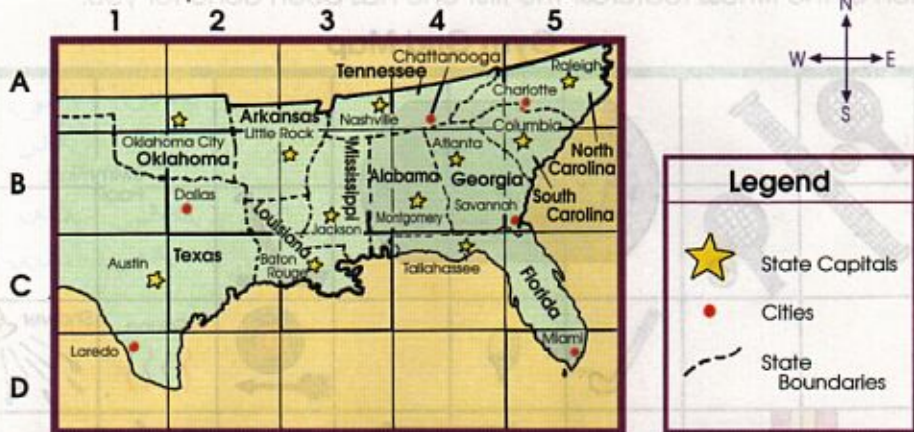 1 2 3 4 5
A
B
C
D
N
W E
S
Chattanooga
Tennessee
Raleigh
Charlotte
Arkansas
Nashville
Columbia
Oklahoma City
Little Rock
Atlanta
North
Carolina
Oklahoma
Mississippi
Alabama
Georgia
South
Carolina
Dallas
Louisiana
Jackson
Montgomery
Savannah
Austin
Texas
Baton
Rouge
Tallahassee
Florida
Laredo
Miami
Legend
State Capitals
Cities
State
Boundaries